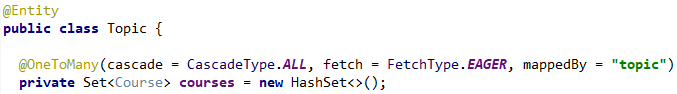 @Entity
public class Topic {
@OneToMany(cascade = CascadeType.ALL, fetch = FetchType.EAGER, mappedBy = "topic")
private Set<Course> courses = new HashSet<>();